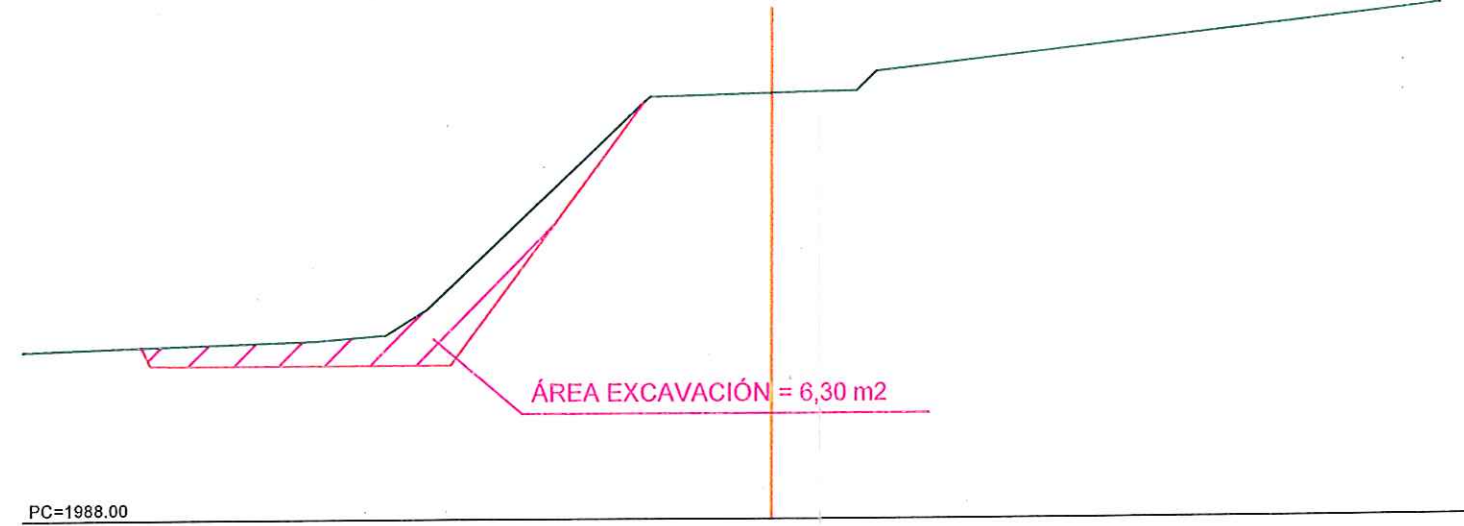 ÁREA EXCAVACIÓN = 6,30 m2
PC=1988.00